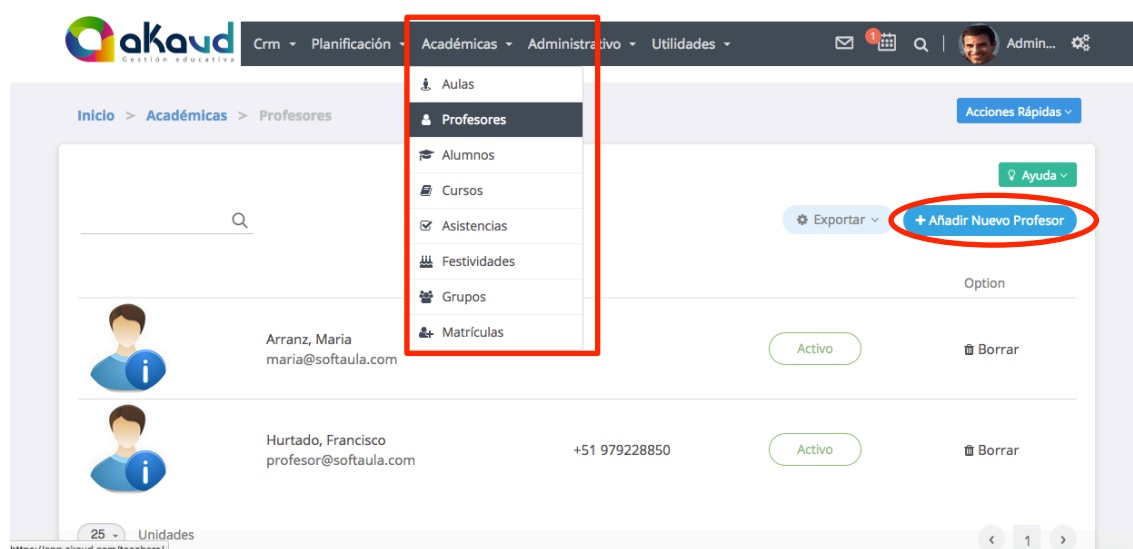 akaud
Gestión educativa
Crm Planificación Académicas Administrativo Utilidades 1 Admin...
Aulas
Profesores
Alumnos
Cursos
Asistencias
Festividades
Grupos
Matrículas
Inicio > Académicas > Profesores
Acciones Rápidas
Ayuda
Exportar
+ Añadir Nuevo Profesor
Option
Arranz, Maria
maria@softaula.com
Activo
Borrar
Hurtado, Francisco
profesor@softaula.com
+51 979228850
Activo
Borrar
25 Unidades
< 1 >